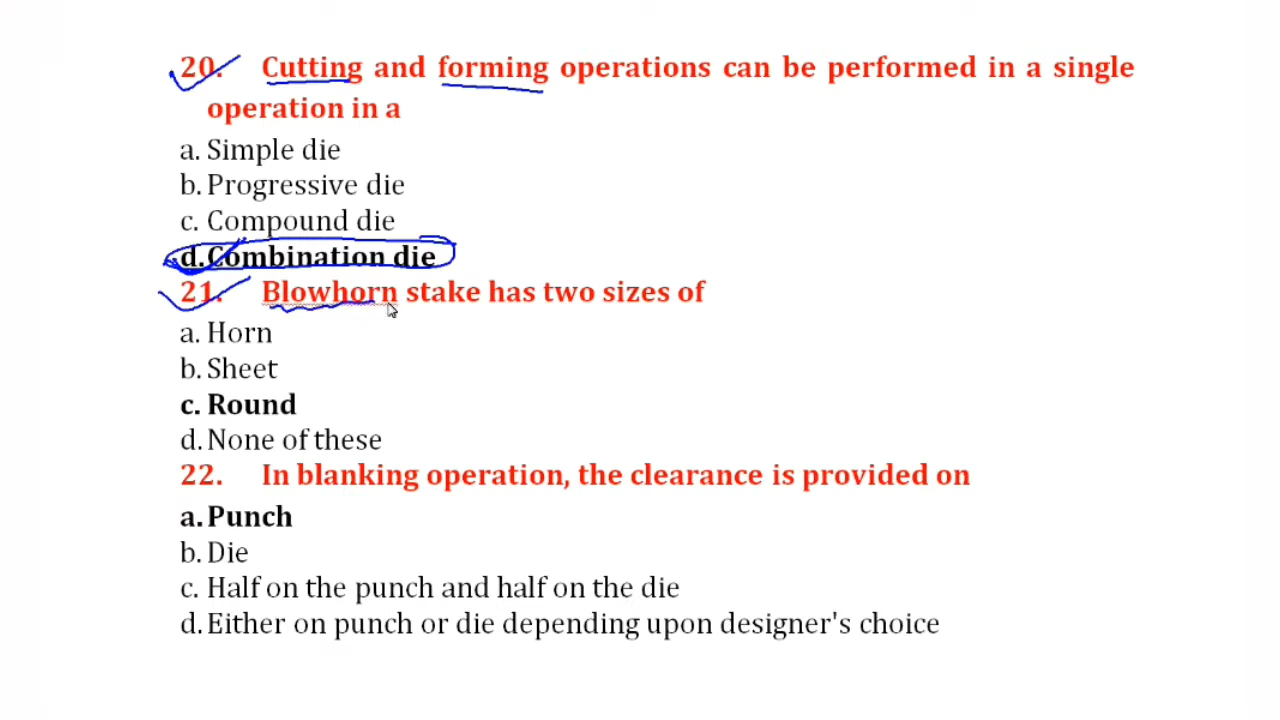 20. Cutting and forming operations can be performed in a single
operation in a
a. Simple die
b. Progressive die
c. Compound die
d. Combination die
21. Blowhorn stake has two sizes of
a. Horn
b. Sheet
c. Round
d. None of these
22. In blanking operation, the clearance is provided on
a. Punch
b. Die
c. Half on the punch and half on the die
d. Either on punch or die depending upon designer's choice